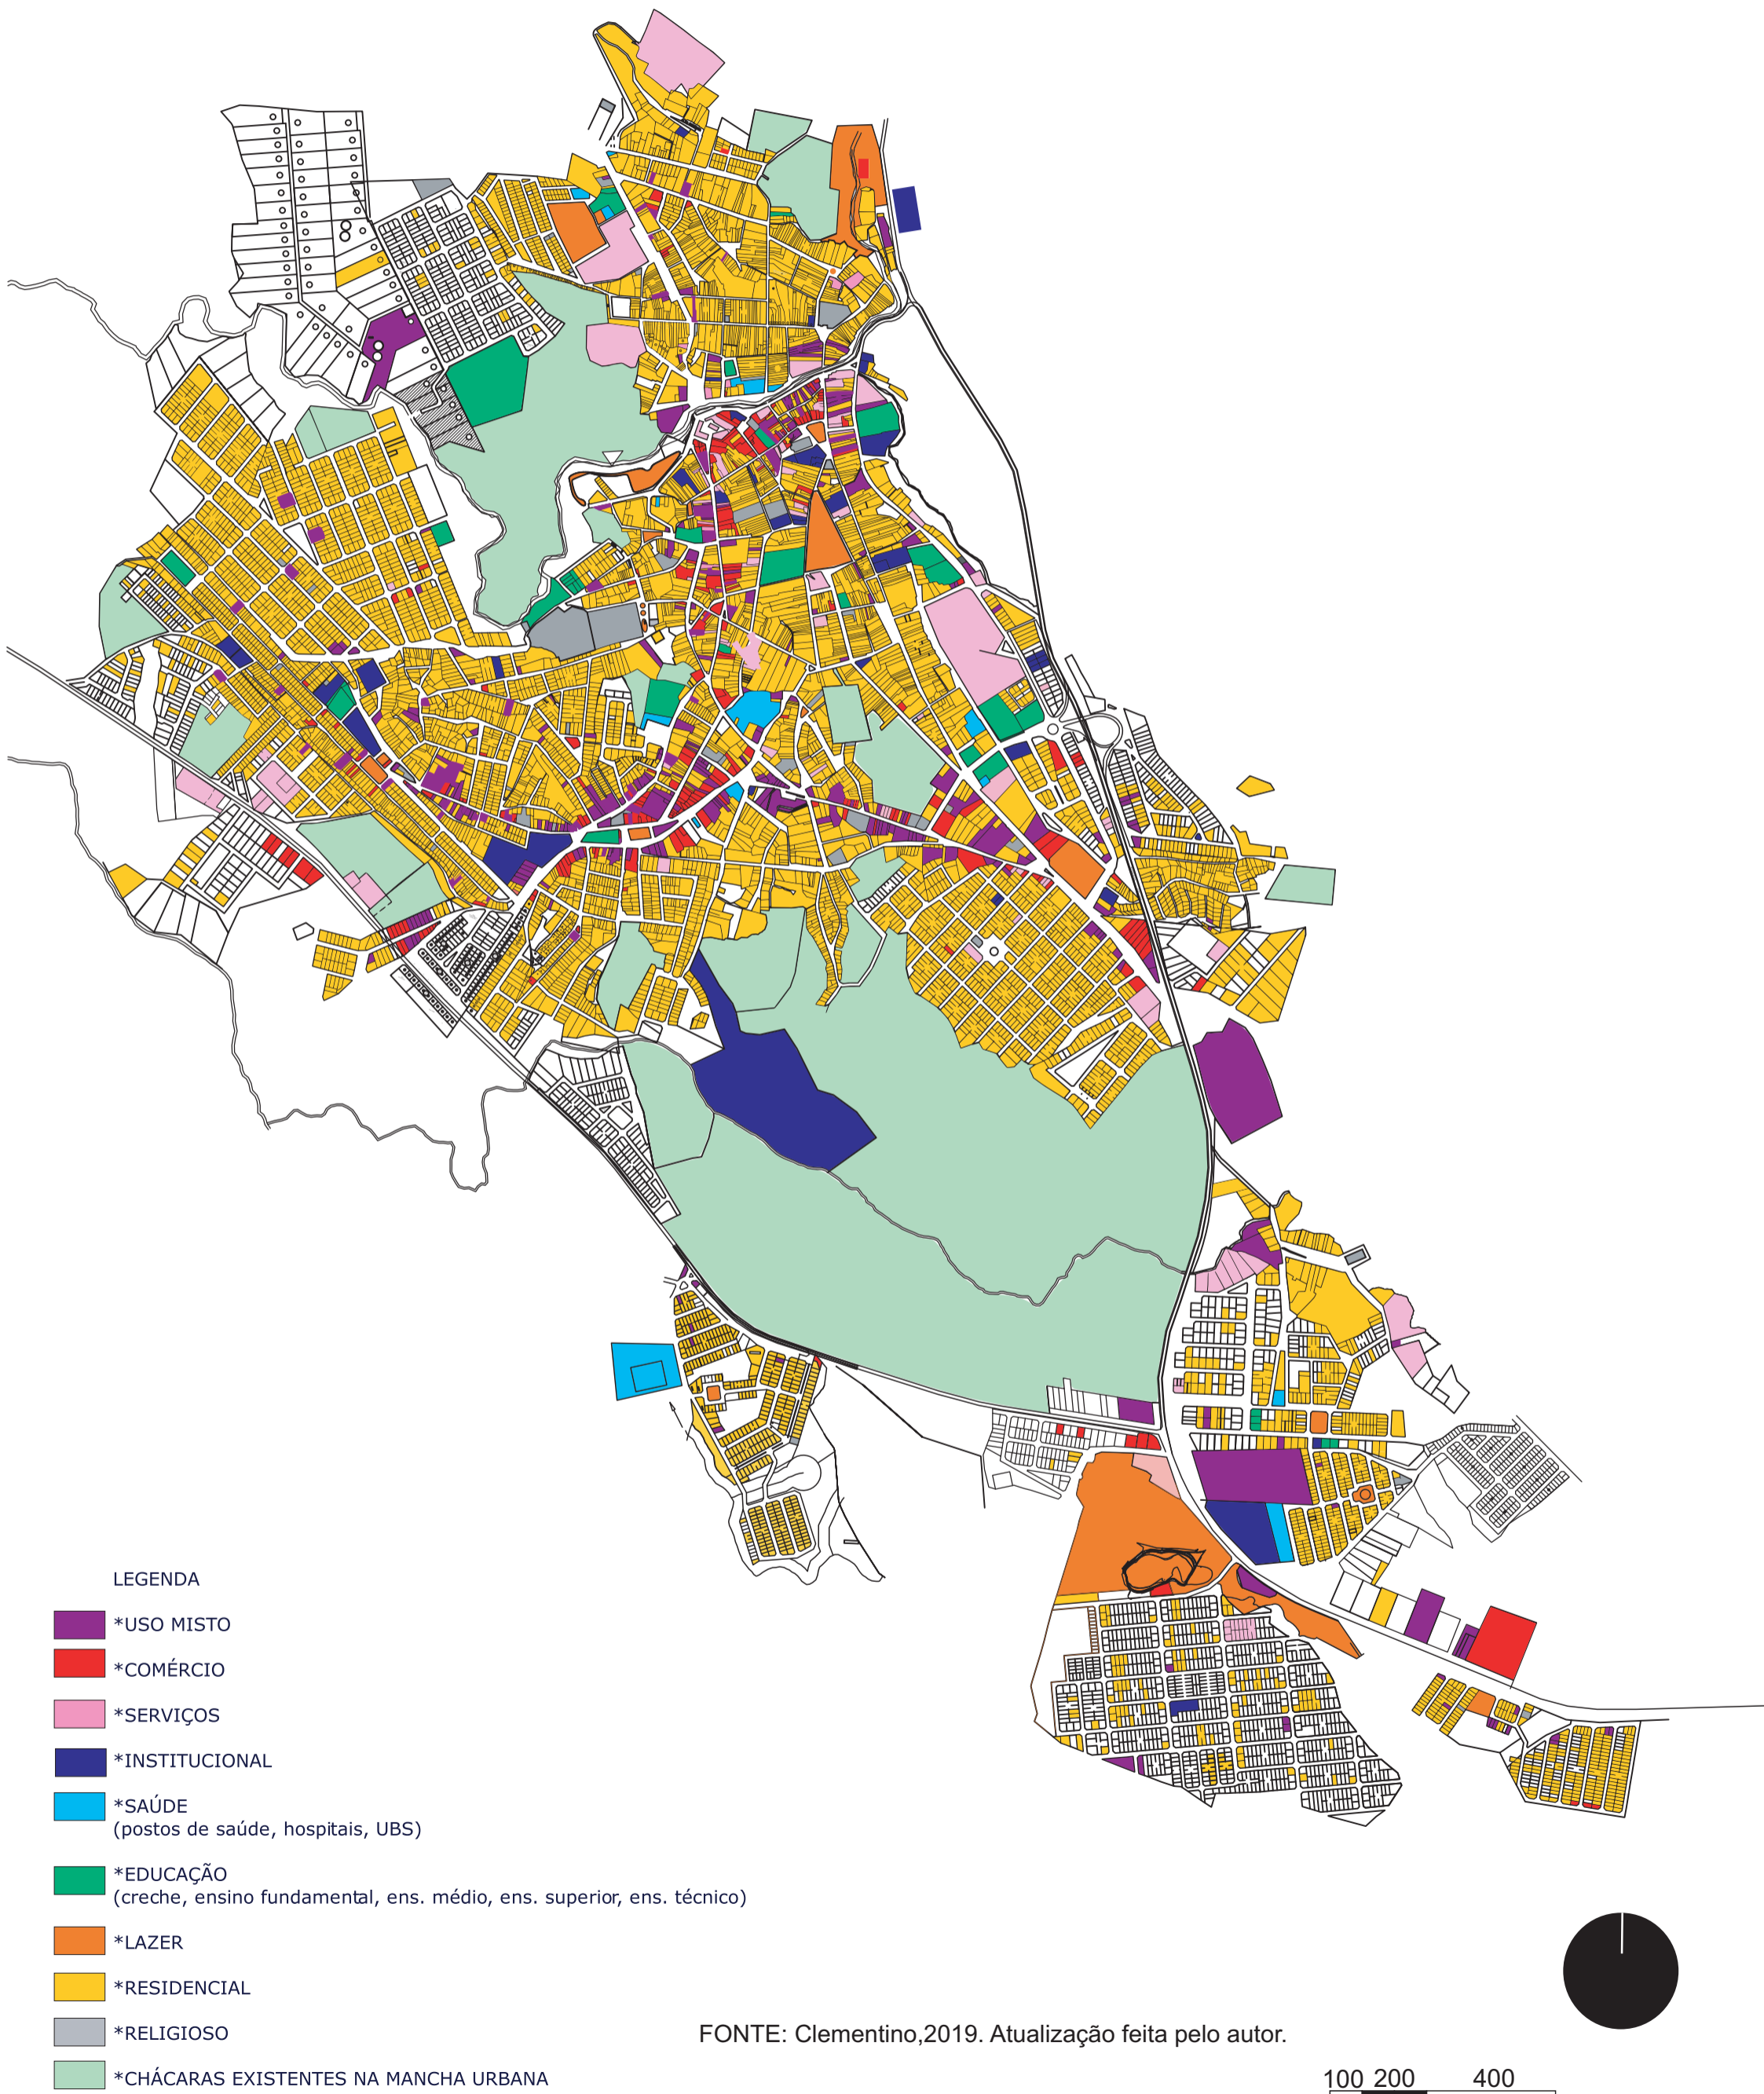 LEGENDA
*USO MISTO
*COMÉRCIO
*SERVIÇOS
*INSTITUCIONAL
*SAÚDE
(postos de saúde, hospitais, UBS)
*EDUCAÇÃO
(creche, ensino fundamental, ens. médio, ens. superior, ens. técnico)
*LAZER
*RESIDENCIAL
*RELIGIOSO
*CHÁCARAS EXISTENTES NA MANCHA URBANA
FONTE: Clementino,2019. Atualização feita pelo autor.
100 200 400